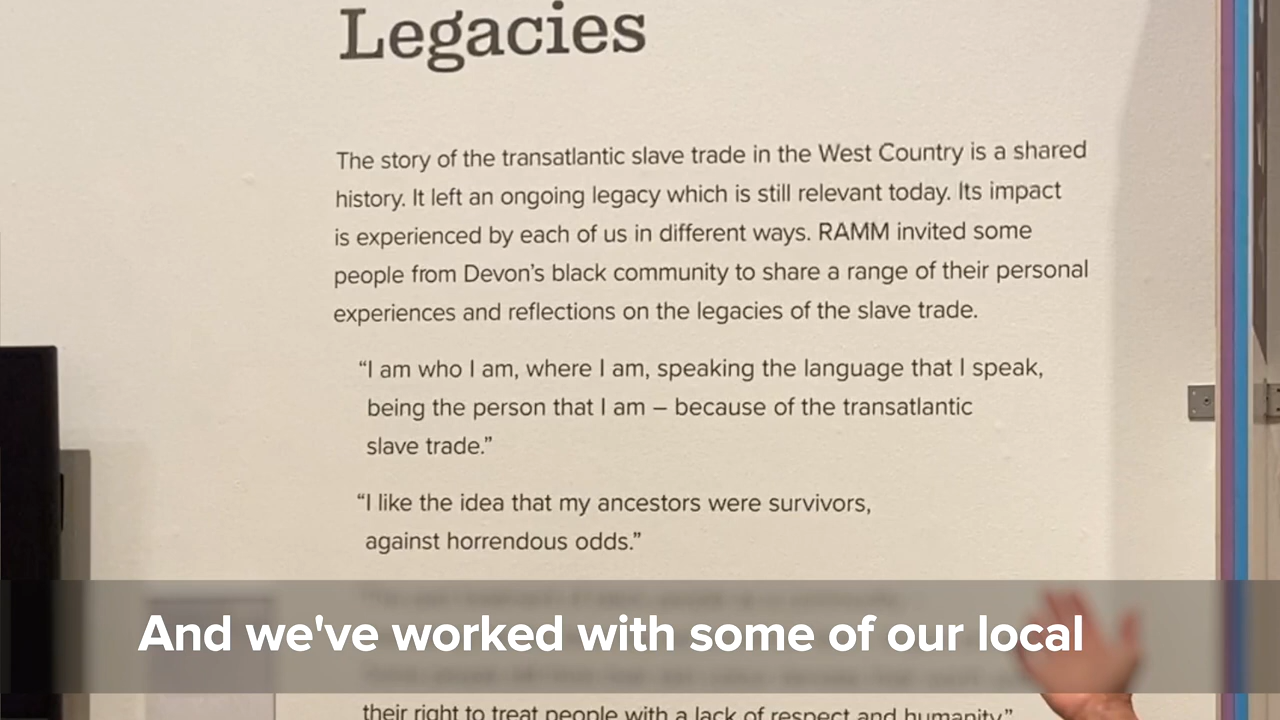 Legacies
The story of the transatlantic slave trade in the West Country is a shared
history. It left an ongoing legacy which is still relevant today. Its impact
is experienced by each of us in different ways. RAMM invited some
people from Devon's black community to share a range of their personal
experiences and reflections on the legacies of the slave trade.
“I am who I am, where I am, speaking the language that I speak,
being the person that I am – because of the transatlantic
slave trade.”
“I like the idea that my ancestors were survivors,
against horrendous odds.”
And we've worked with some of our local
their right to treat people with a lack of respect and humanity.”